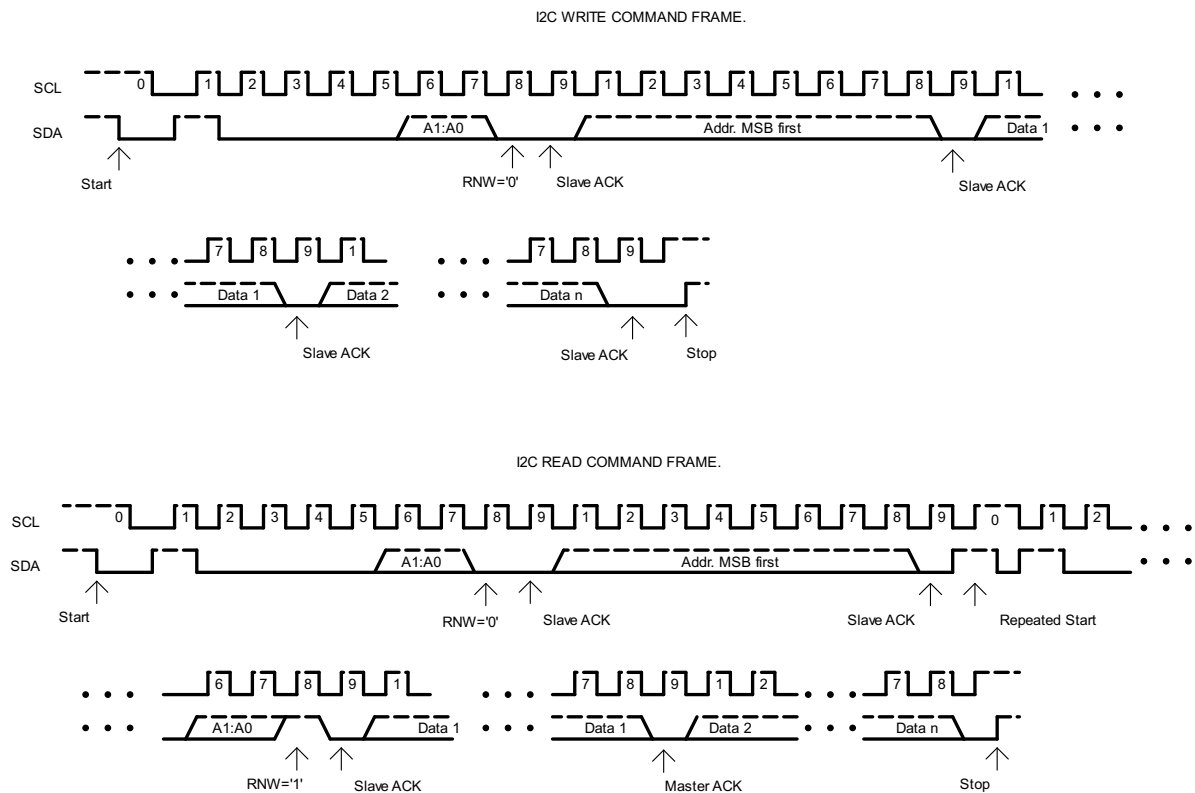 I2C WRITE COMMAND FRAME.
SCL 0 1 2 3 4 5 6 7 8 9 1 2 3 4 5 6 7 8 9 1
SDA A1:A0 Addr. MSB first Data 1
Start RNW='0' Slave ACK Slave ACK
7 8 9 1 7 8 9
Data 1 Data 2 Data n
Slave ACK Slave ACK Stop
I2C READ COMMAND FRAME.
SCL 0 1 2 3 4 5 6 7 8 9 1 2 3 4 5 6 7 8 9 0 1 2
SDA A1:A0 Addr. MSB first
Start RNW='0' Slave ACK Slave ACK Repeated Start
6 7 8 9 1 7 8 9 1 2 7 8
A1:A0 Data 1 Data 1 Data 2 Data n
RNW='1' Slave ACK Master ACK Stop